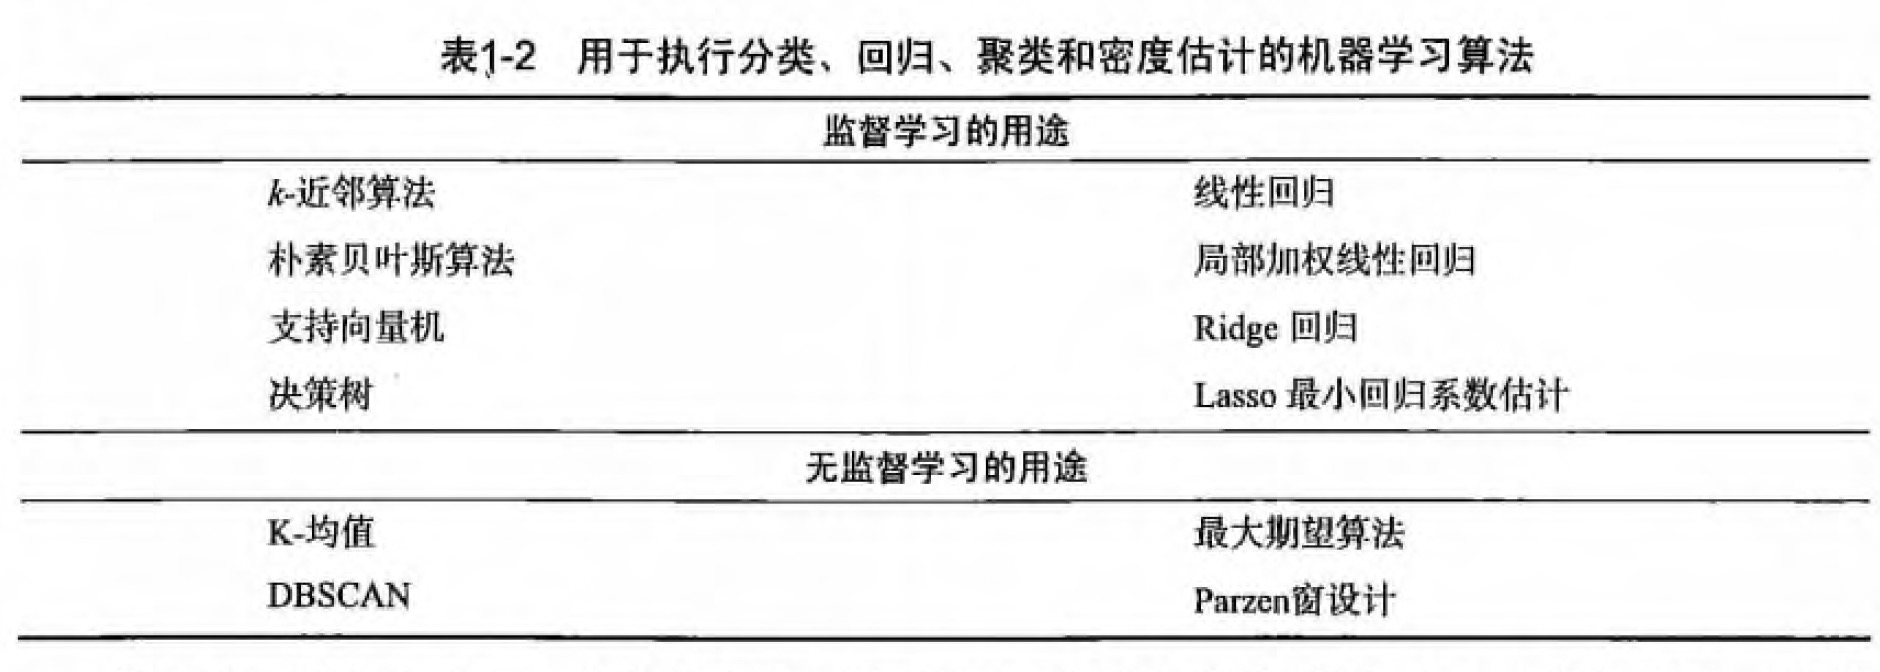 表1-2 用于执行分类、回归、聚类和密度估计的机器学习算法
监督学习的用途
k-近邻算法 线性回归
朴素贝叶斯算法 局部加权线性回归
支持向量机 Ridge 回归
决策树 Lasso 最小回归系数估计
无监督学习的用途
K-均值 最大期望算法
DBSCAN Parzen窗设计